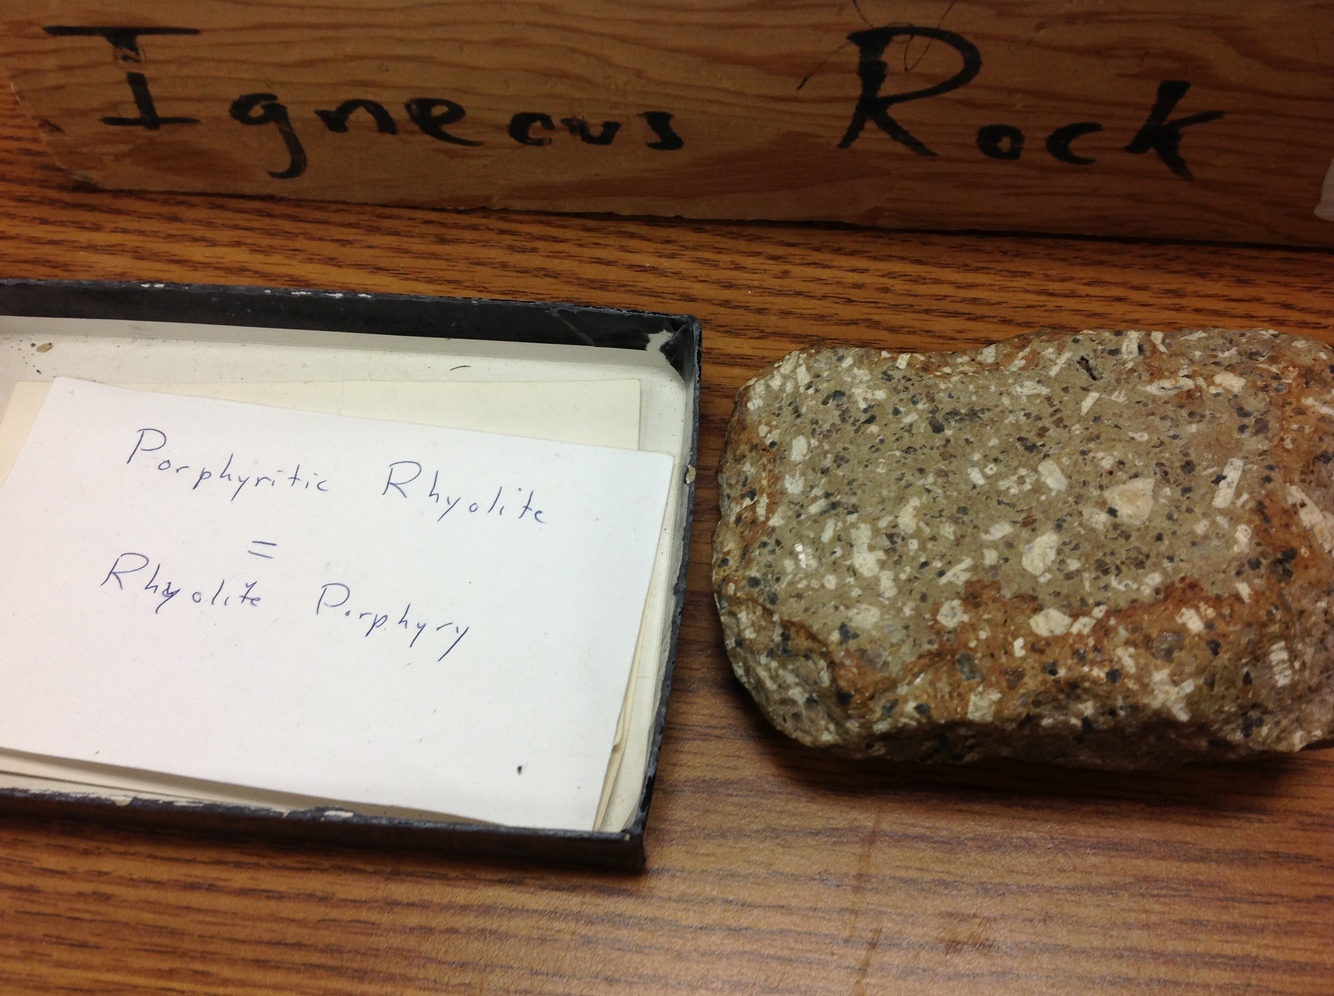 Igneous Rock
Porphyritic Rhyolite
=
Rhyolite Porphyry